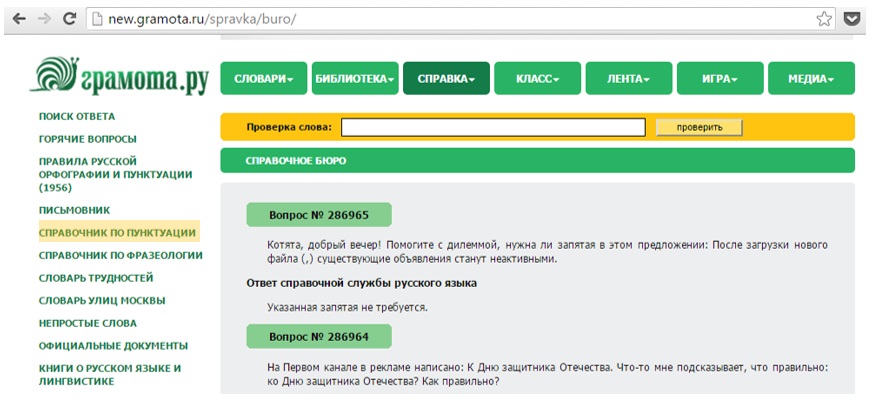 new.gramota.ru/spravka/buro/
грамота.ру
СЛОВАРИ
БИБЛИОТЕКА
СПРАВКА
КЛАСС
ЛЕНТА
ИГРА
МЕДИА
ПОИСК ОТВЕТА
ГОРЯЧИЕ ВОПРОСЫ
ПРАВИЛА РУССКОЙ
ОРФОГРАФИИ И ПУНКТУАЦИИ
(1956)
ПИСЬМОВНИК
СПРАВОЧНИК ПО ПУНКТУАЦИИ
СПРАВОЧНИК ПО ФРАЗЕОЛОГИИ
СЛОВАРЬ ТРУДНОСТЕЙ
СЛОВАРЬ УЛИЦ МОСКВЫ
НЕПРОСТЫЕ СЛОВА
ОФИЦИАЛЬНЫЕ ДОКУМЕНТЫ
КНИГИ О РУССКОМ ЯЗЫКЕ И
ЛИНГВИСТИКЕ
Проверка слова:
проверить
СПРАВОЧНОЕ БЮРО
Вопрос № 286965
Котята, добрый вечер! Помогите с дилеммой, нужна ли запятая в этом предложении: После загрузки нового
файла (,) существующие объявления станут неактивными.
Ответ справочной службы русского языка
Указанная запятая не требуется.
Вопрос № 286964
На Первом канале в рекламе написано: К Дню защитника Отечества. Что-то мне подсказывает, что правильно:
ко Дню защитника Отечества? Как правильно?